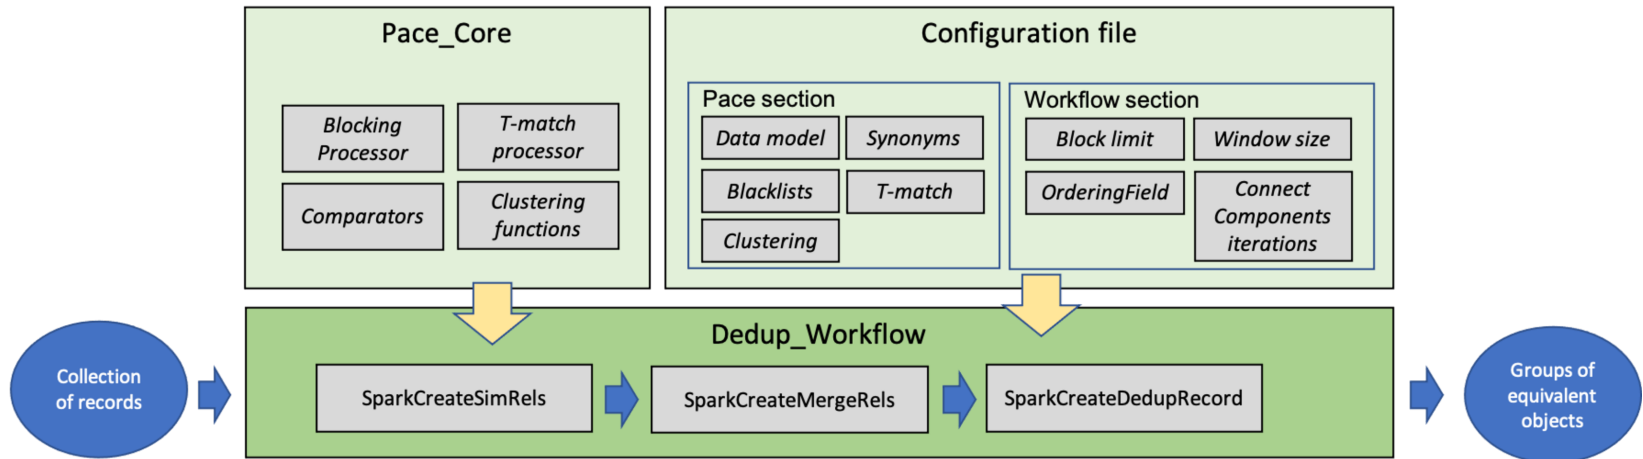 Pace_Core
Blocking
Processor
T-match
processor
Comparators
Clustering
functions
Configuration file
Pace section
Data model
Synonyms
Blacklists
T-match
Clustering
Workflow section
Block limit
Window size
OrderingField
Connect
Components
iterations
Collection
of records
Dedup_Workflow
SparkCreateSimRels
SparkCreateMergeRels
SparkCreateDedupRecord
Groups of
equivalent
objects